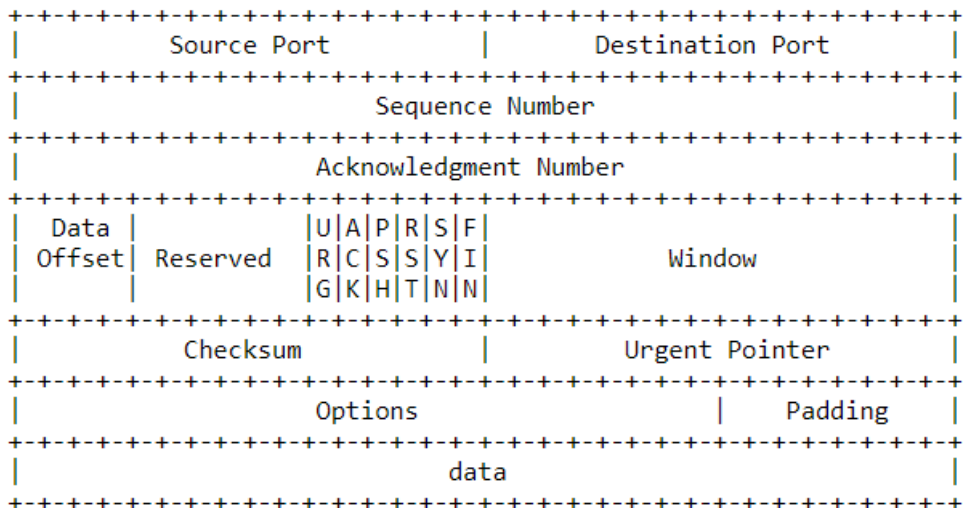 +-+-+-+-+-+-+-+-+-+-+-+-+-+-+-+-+-+-+-+-+-+-+-+-+-+-+-+-+-+-+-+-+
|          Source Port          |       Destination Port        |
+-+-+-+-+-+-+-+-+-+-+-+-+-+-+-+-+-+-+-+-+-+-+-+-+-+-+-+-+-+-+-+-+
|                        Sequence Number                        |
+-+-+-+-+-+-+-+-+-+-+-+-+-+-+-+-+-+-+-+-+-+-+-+-+-+-+-+-+-+-+-+-+
|                    Acknowledgment Number                      |
+-+-+-+-+-+-+-+-+-+-+-+-+-+-+-+-+-+-+-+-+-+-+-+-+-+-+-+-+-+-+-+-+
|  Data |           |U|A|P|R|S|F|                               |
| Offset| Reserved  |R|C|S|S|Y|I|            Window             |
|       |           |G|K|H|T|N|N|                               |
+-+-+-+-+-+-+-+-+-+-+-+-+-+-+-+-+-+-+-+-+-+-+-+-+-+-+-+-+-+-+-+-+
|           Checksum            |         Urgent Pointer        |
+-+-+-+-+-+-+-+-+-+-+-+-+-+-+-+-+-+-+-+-+-+-+-+-+-+-+-+-+-+-+-+-+
|                    Options                    |    Padding    |
+-+-+-+-+-+-+-+-+-+-+-+-+-+-+-+-+-+-+-+-+-+-+-+-+-+-+-+-+-+-+-+-+
|                             data                              |
+-+-+-+-+-+-+-+-+-+-+-+-+-+-+-+-+-+-+-+-+-+-+-+-+-+-+-+-+-+-+-+-+